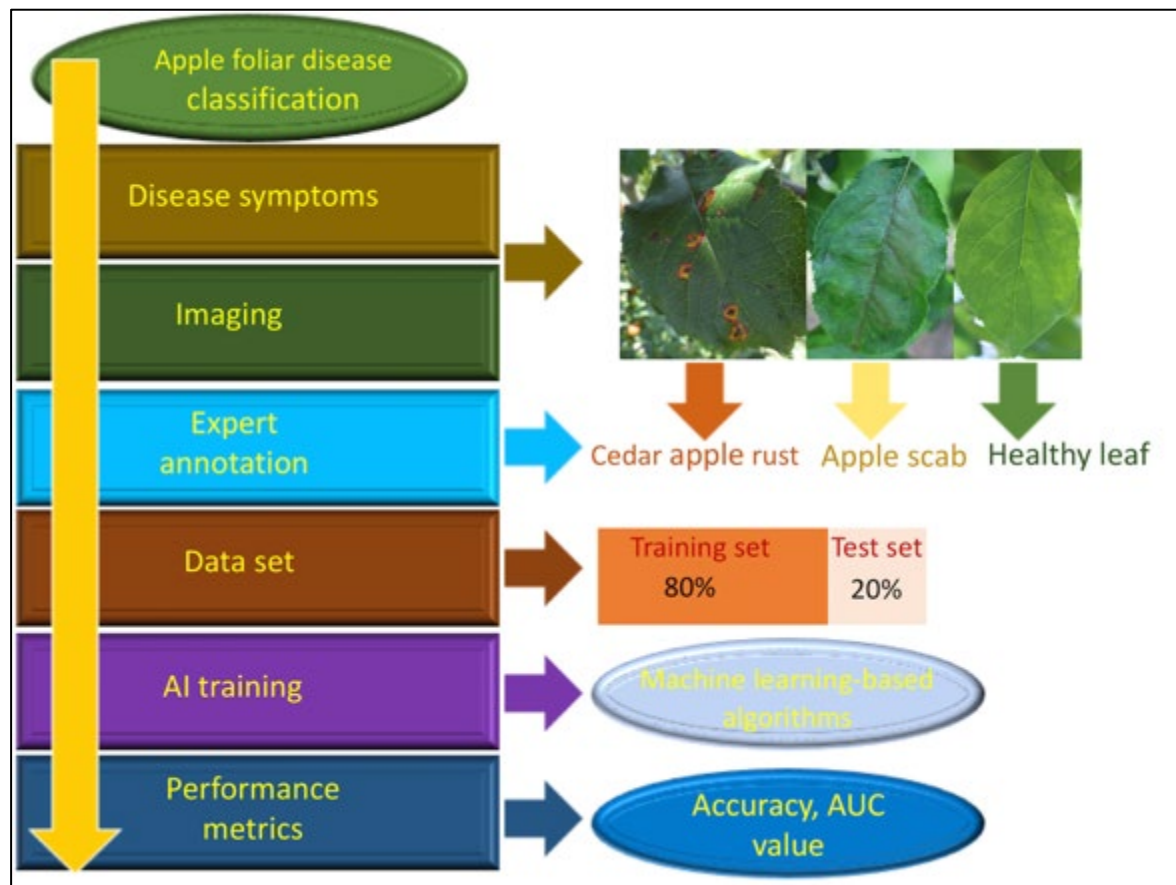 Apple foliar disease
classification
Disease symptoms
Imaging
Expert
annotation
Cedar apple rust
Apple scab
Healthy leaf
Data set
Training set
80%
Test set
20%
AI training
Machine learning-based
algorithms
Performance
metrics
Accuracy, AUC
value